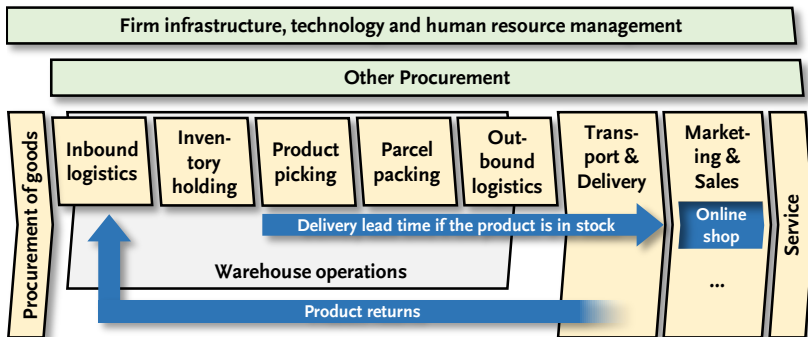 Firm infrastructure, technology and human resource management
Other Procurement
Procurement of goods
Inbound
logistics
Inven-
tory
holding
Product
picking
Parcel
packing
Out-
bound
logistics
Trans-
port &
Delivery
Market-
ing &
Sales
Online
shop
...
Service
Delivery lead time if the product is in stock
Warehouse operations
Product returns